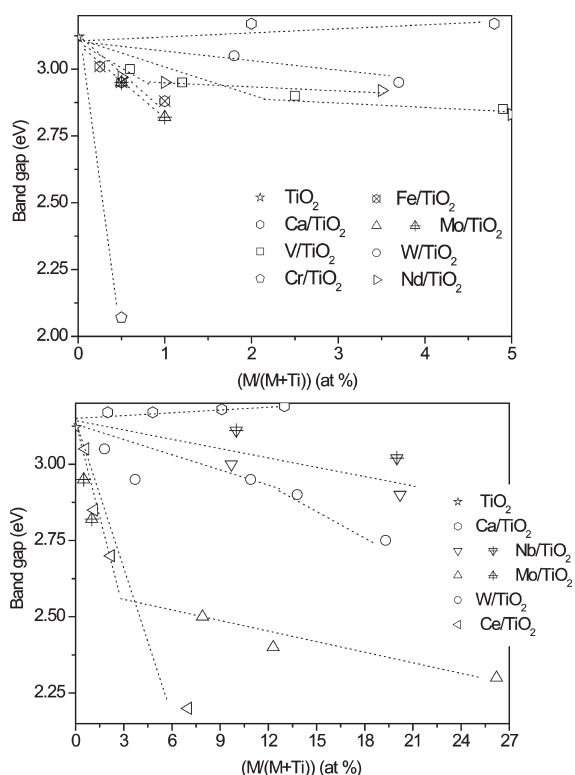 Band gap (eV)
3.00
2.75
2.50
2.25
2.00
TiO2
Ca/TiO2
V/TiO2
Cr/TiO2
Fe/TiO2
Mo/TiO2
W/TiO2
Nd/TiO2
0 1 2 3 4 5
(M/(M+Ti)) (at %)
Band gap (eV)
3.00
2.75
2.50
2.25
TiO2
Ca/TiO2
Nb/TiO2
Mo/TiO2
W/TiO2
Ce/TiO2
0 3 6 9 12 15 18 21 24 27
(M/(M+Ti)) (at %)